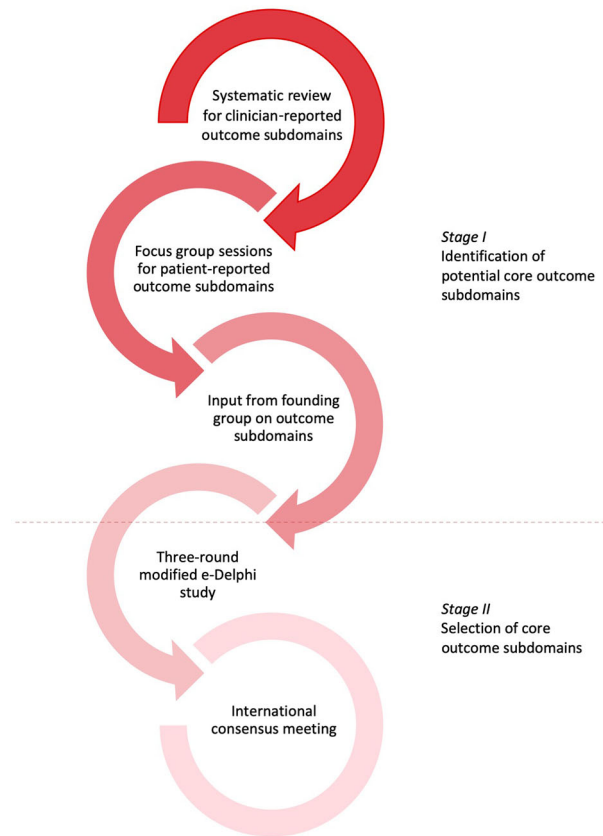 Systematic review
for clinician-reported
outcome subdomains
Focus group sessions
for patient-reported
outcome subdomains
Stage I
Identification of
potential core outcome
subdomains
Input from founding
group on outcome
subdomains
Three-round
modified e-Delphi
study
Stage II
Selection of core
outcome subdomains
International
consensus meeting